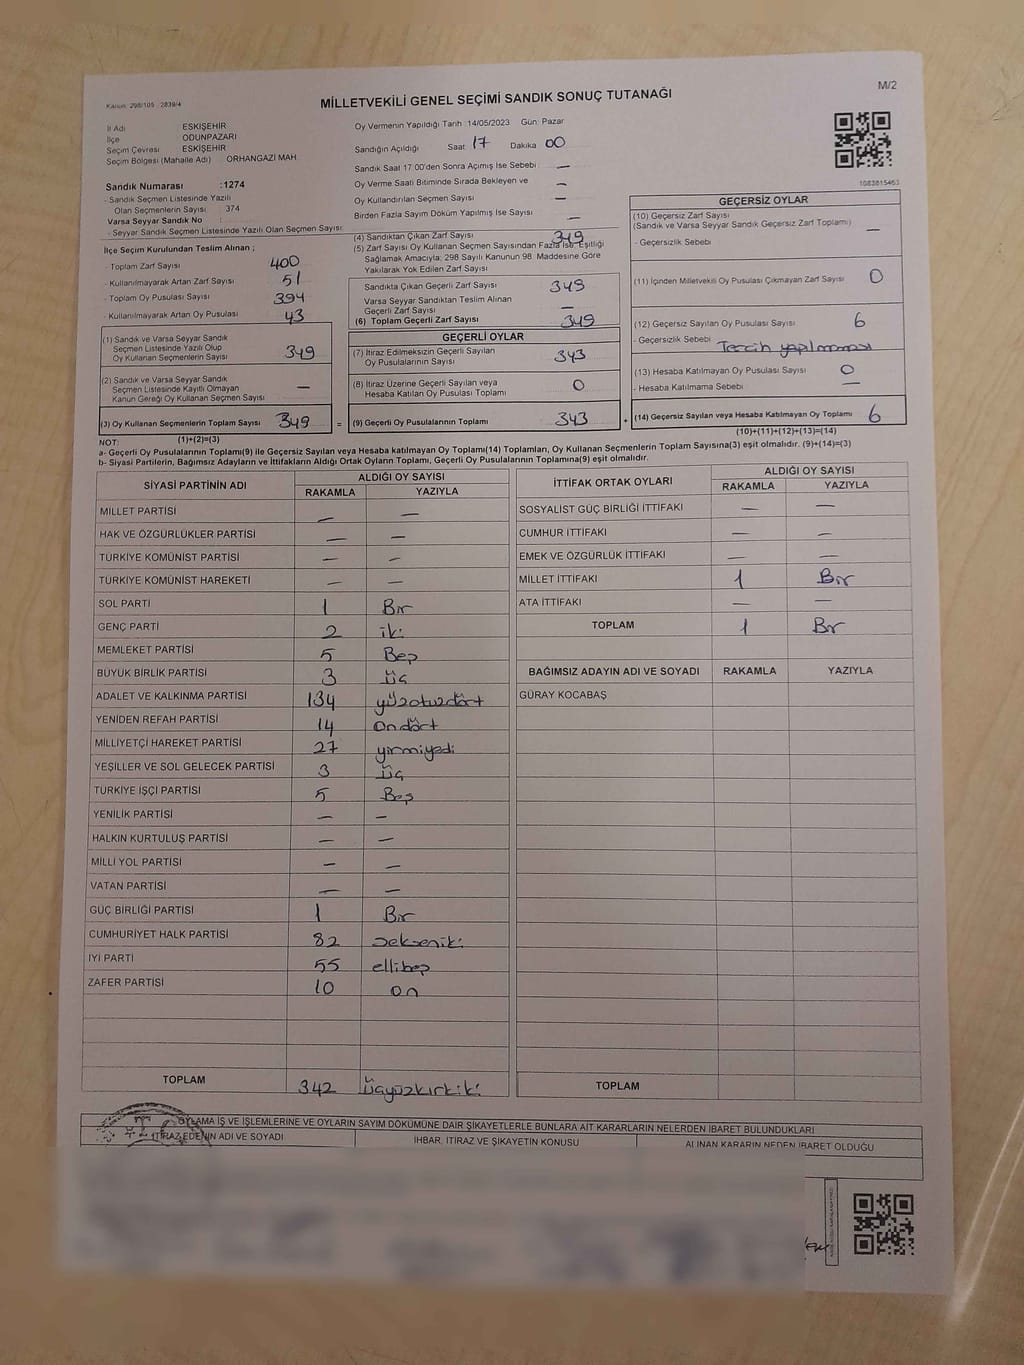 Kanun: 298/105 : 2839/4
M/2
MİLLETVEKİLİ GENEL SEÇİMİ SANDIK SONUÇ TUTANAĞI
İl Adı : ESKİŞEHİR
İlçe : ODUNPAZARI
Seçim Çevresi : ESKİŞEHİR
Seçim Bölgesi (Mahalle Adı) : ORHANGAZİ MAH.
Sandık Numarası : 1274
- Sandık Seçmen Listesinde Yazılı
Olan Seçmenlerin Sayısı : 374
Varsa Seyyar Sandık No :
- Seyyar Sandık Seçmen Listesinde Yazılı Olan Seçmen Sayısı :
İlçe Seçim Kurulundan Teslim Alınan ;
- Toplam Zarf Sayısı : 400
- Kullanılmayarak Artan Zarf Sayısı : 51
- Toplam Oy Pusulası Sayısı : 394
- Kullanılmayarak Artan Oy Pusulası : 43
(1) Sandık ve Varsa Seyyar Sandık
Seçmen Listesinde Yazılı Olup
Oy Kullanan Seçmenlerin Sayısı : 349
(2) Sandık ve Varsa Seyyar Sandık
Seçmen Listesinde Kayıtlı Olmayan
Kanun Gereği Oy Kullanan Seçmen Sayısı : —
(3) Oy Kullanan Seçmenlerin Toplam Sayısı : 349 =
(1)+(2)=(3)
Oy Vermenin Yapıldığı Tarih :14/05/2023 Gün: Pazar
Sandığın Açıldığı Saat 17 Dakika 00
Sandık Saat 17:00'den Sonra Açımış İse Sebebi : —
Oy Verme Saati Bitiminde Sırada Bekleyen ve : —
Oy Kullandırılan Seçmen Sayısı : —
Birden Fazla Sayım Döküm Yapılmış İse Sayısı : —
(4) Sandıktan Çıkan Zarf Sayısı : 349
(5) Zarf Sayısı Oy Kullanan Seçmen Sayısından Fazla İse, Eşitliği
Sağlamak Amacıyla; 298 Sayılı Kanunun 98. Maddesine Göre
Yakılarak Yok Edilen Zarf Sayısı :
Sandıkta Çıkan Geçerli Zarf Sayısı : 349
Varsa Seyyar Sandıktan Teslim Alınan
Geçerli Zarf Sayısı : —
(6) Toplam Geçerli Zarf Sayısı : 349
GEÇERLİ OYLAR
(7) İtiraz Edilmeksizin Geçerli Sayılan
Oy Pusulalarının Sayısı : 343
(8) İtiraz Üzerine Geçerli Sayılan veya
Hesaba Katılan Oy Pusulası Toplamı : 0
(9) Geçerli Oy Pusulalarının Toplamı : 343 +
1083815463
GEÇERSİZ OYLAR
(10) Geçersiz Zarf Sayısı
(Sandık ve Varsa Seyyar Sandık Geçersiz Zarf Toplamı) : —
- Geçersizlik Sebebi :
(11) İçinden Milletvekili Oy Pusulası Çıkmayan Zarf Sayısı : 0
(12) Geçersiz Sayılan Oy Pusulası Sayısı : 6
- Geçersizlik Sebebi : Tercih yapılmaması
(13) Hesaba Katılmayan Oy Pusulası Sayısı : 0
- Hesaba Katılmama Sebebi : —
(14) Geçersiz Sayılan veya Hesaba Katılmayan Oy Toplamı : 6
(10)+(11)+(12)+(13)=(14)
NOT:
a- Geçerli Oy Pusulalarının Toplamı(9) ile Geçersiz Sayılan veya Hesaba katılmayan Oy Toplamı(14) Toplamları, Oy Kullanan Seçmenlerin Toplam Sayısına(3) eşit olmalıdır. (9)+(14)=(3)
b- Siyasi Partilerin, Bağımsız Adayların ve İttifakların Aldığı Ortak Oyların Toplamı, Geçerli Oy Pusulalarının Toplamına(9) eşit olmalıdır.
SİYASİ PARTİNİN ADI ALDIĞI OY SAYISI
RAKAMLA YAZIYLA
MİLLET PARTİSİ — —
HAK VE ÖZGÜRLÜKLER PARTİSİ — —
TÜRKİYE KOMÜNİST PARTİSİ — —
TÜRKİYE KOMÜNİST HAREKETİ — —
SOL PARTİ 1 Bir
GENÇ PARTİ 2 iki
MEMLEKET PARTİSİ 5 Beş
BÜYÜK BİRLİK PARTİSİ 3 üç
ADALET VE KALKINMA PARTİSİ 134 yüzotuzdört
YENİDEN REFAH PARTİSİ 14 ondört
MİLLİYETÇİ HAREKET PARTİSİ 27 yirmiyedi
YEŞİLLER VE SOL GELECEK PARTİSİ 3 üç
TÜRKİYE İŞÇİ PARTİSİ 5 Beş
YENİLİK PARTİSİ — —
HALKIN KURTULUŞ PARTİSİ — —
MİLLİ YOL PARTİSİ — —
VATAN PARTİSİ — —
GÜÇ BİRLİĞİ PARTİSİ 1 Bir
CUMHURİYET HALK PARTİSİ 82 sekseniki
İYİ PARTİ 55 ellibeş
ZAFER PARTİSİ 10 on
TOPLAM 342 üçyüzkırkiki
İTTİFAK ORTAK OYLARI ALDIĞI OY SAYISI
RAKAMLA YAZIYLA
SOSYALİST GÜÇ BİRLİĞİ İTTİFAKI — —
CUMHUR İTTİFAKI — —
EMEK VE ÖZGÜRLÜK İTTİFAKI — —
MİLLET İTTİFAKI 1 Bir
ATA İTTİFAKI — —
TOPLAM 1 Bir
BAĞIMSIZ ADAYIN ADI VE SOYADI RAKAMLA YAZIYLA
GÜRAY KOCABAŞ
TOPLAM
OYLAMA İŞ VE İŞLEMLERİNE VE OYLARIN SAYIM DÖKÜMÜNE DAİR ŞİKAYETLERLE BUNLARA AİT KARARLARIN NELERDEN İBARET BULUNDUKLARI
İTİRAZ EDENİN ADI VE SOYADI İHBAR, İTİRAZ VE ŞİKAYETİN KONUSU ALINAN KARARIN NEDEN İBARET OLDUĞU